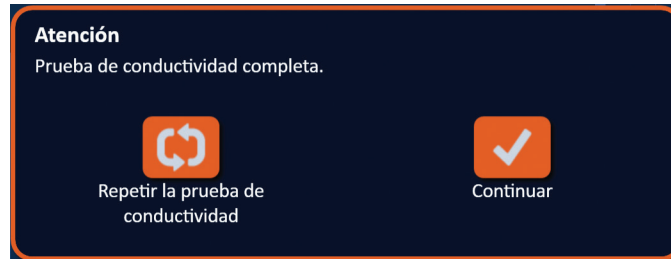 Atención
Prueba de conductividad completa.
Repetir la prueba de
conductividad
Continuar